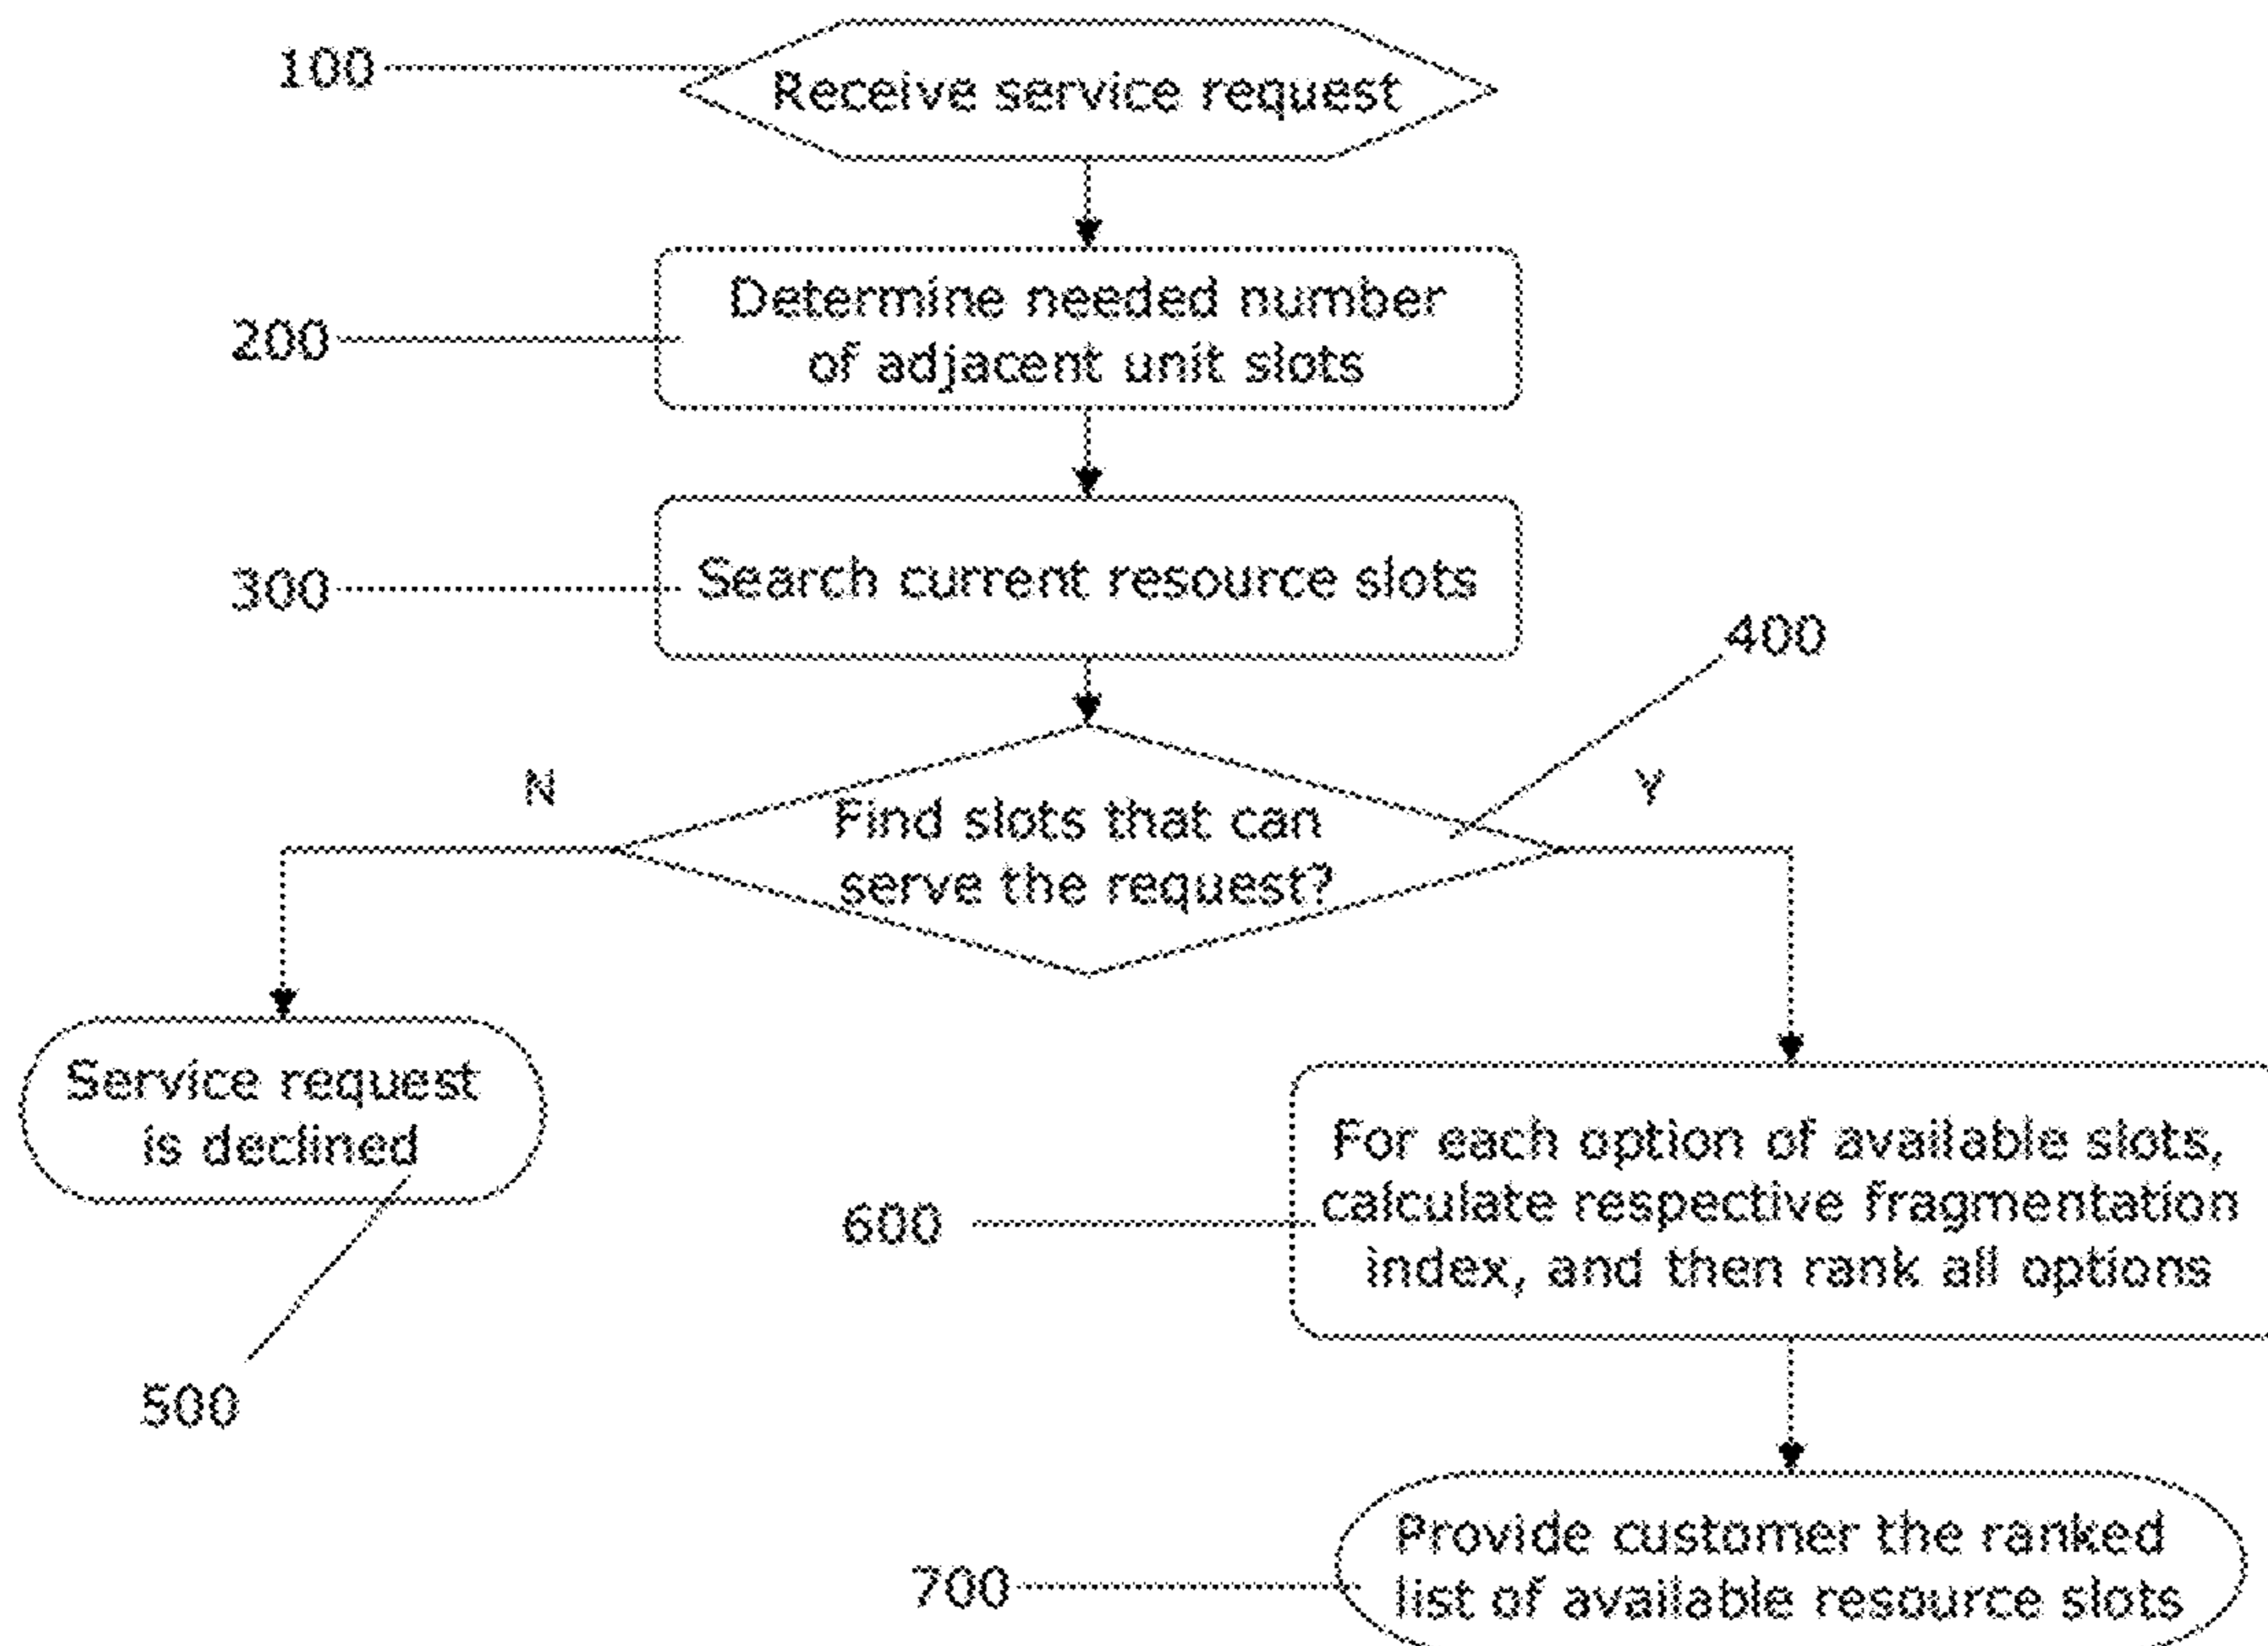 100
Receive service request
200
Determine needed number
of adjacent unit slots
300
Search current resource slots
400
N
Y
Find slots that can
serve the request?
Service request
is declined
500
600
For each option of available slots,
calculate respective fragmentation
index, and then rank all options
700
Provide customer the ranked
list of available resource slots